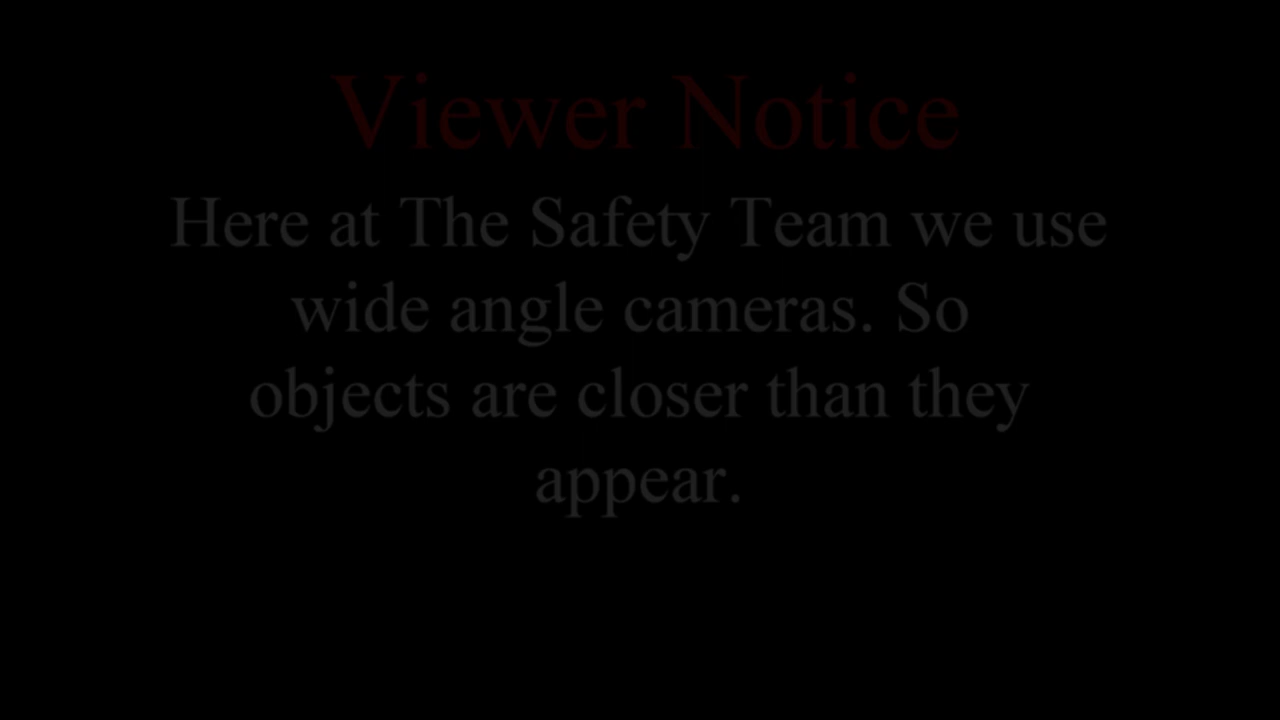 Viewer Notice
Here at The Safety Team we use
wide angle cameras. So
objects are closer than they
appear.